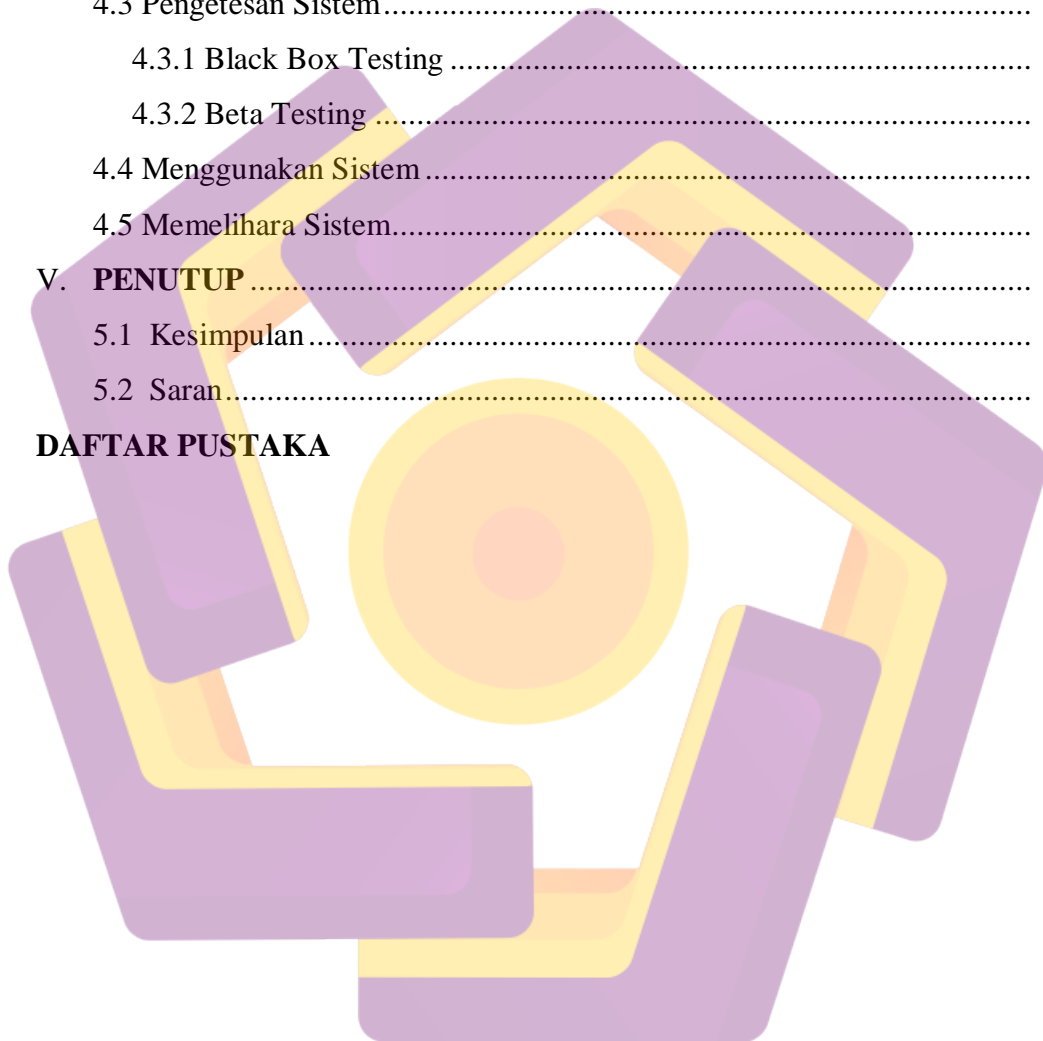 4.3 Pengetesan Sistem........................................................................................
4.3.1 Black Box Testing ...............................................................................
4.3.2 Beta Testing .........................................................................................
4.4 Menggunakan Sistem ...................................................................................
4.5 Memelihara Sistem.......................................................................................
V. PENUTUP ..........................................................................................................
5.1 Kesimpulan ..................................................................................................
5.2 Saran.............................................................................................................
DAFTAR PUSTAKA